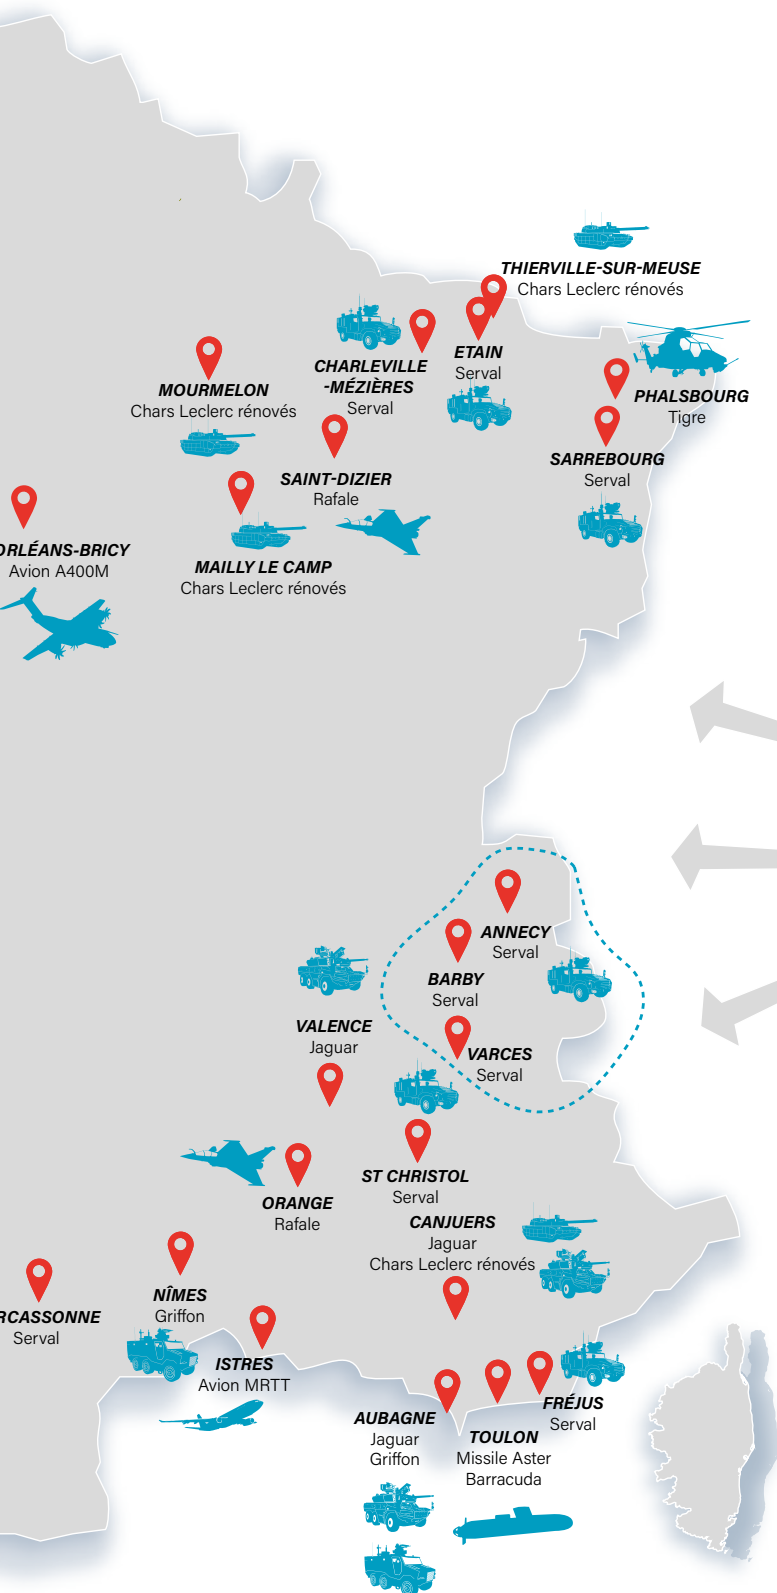 THIERVILLE-SUR-MEUSE
Chars Leclerc rénovés
ETAIN
Serval
CHARLEVILLE
-MÉZIÈRES
Serval
MOURMELON
Chars Leclerc rénovés
PHALSBOURG
Tigre
SARREBOURG
Serval
SAINT-DIZIER
Rafale
ORLÉANS-BRICY
Avion A400M
MAILLY LE CAMP
Chars Leclerc rénovés
ANNECY
Serval
BARBY
Serval
VALENCE
Jaguar
VARCES
Serval
ST CHRISTOL
Serval
ORANGE
Rafale
CANJUERS
Jaguar
Chars Leclerc rénovés
NÎMES
Griffon
RCASSONNE
Serval
ISTRES
Avion MRTT
FRÉJUS
Serval
AUBAGNE
Jaguar
Griffon
TOULON
Missile Aster
Barracuda